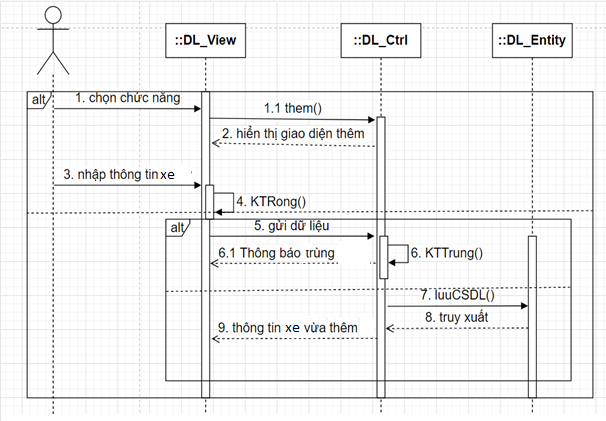 ::DL_View
::DL_Ctrl
::DL_Entity
alt
1. chọn chức năng
1.1 them()
2. hiển thị giao diện thêm
3. nhập thông tin xe
4. KTRong()
alt
5. gửi dữ liệu
6.1 Thông báo trùng
6. KTTrung()
7. luuCSDL()
8. truy xuất
9. thông tin xe vừa thêm